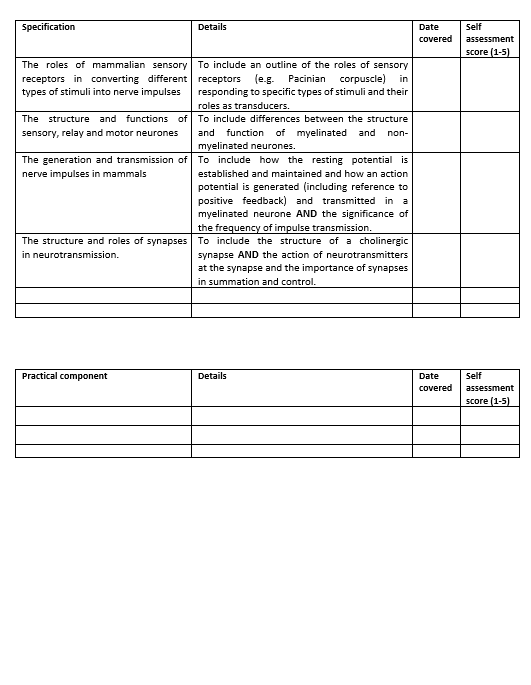 Specification Details Date covered Self assessment score (1-5)
The roles of mammalian sensory
receptors in converting different
types of stimuli into nerve impulses
To include an outline of the roles of sensory
receptors (e.g. Pacinian corpuscle) in
responding to specific types of stimuli and their
roles as transducers.
The structure and functions of
sensory, relay and motor neurones
To include differences between the structure
and function of myelinated and non-
myelinated neurones.
The generation and transmission of
nerve impulses in mammals
To include how the resting potential is
established and maintained and how an action
potential is generated (including reference to
positive feedback) and transmitted in a
myelinated neurone AND the significance of
the frequency of impulse transmission.
The structure and roles of synapses
in neurotransmission.
To include the structure of a cholinergic
synapse AND the action of neurotransmitters
at the synapse and the importance of synapses
in summation and control.
Practical component Details Date covered Self assessment score (1-5)